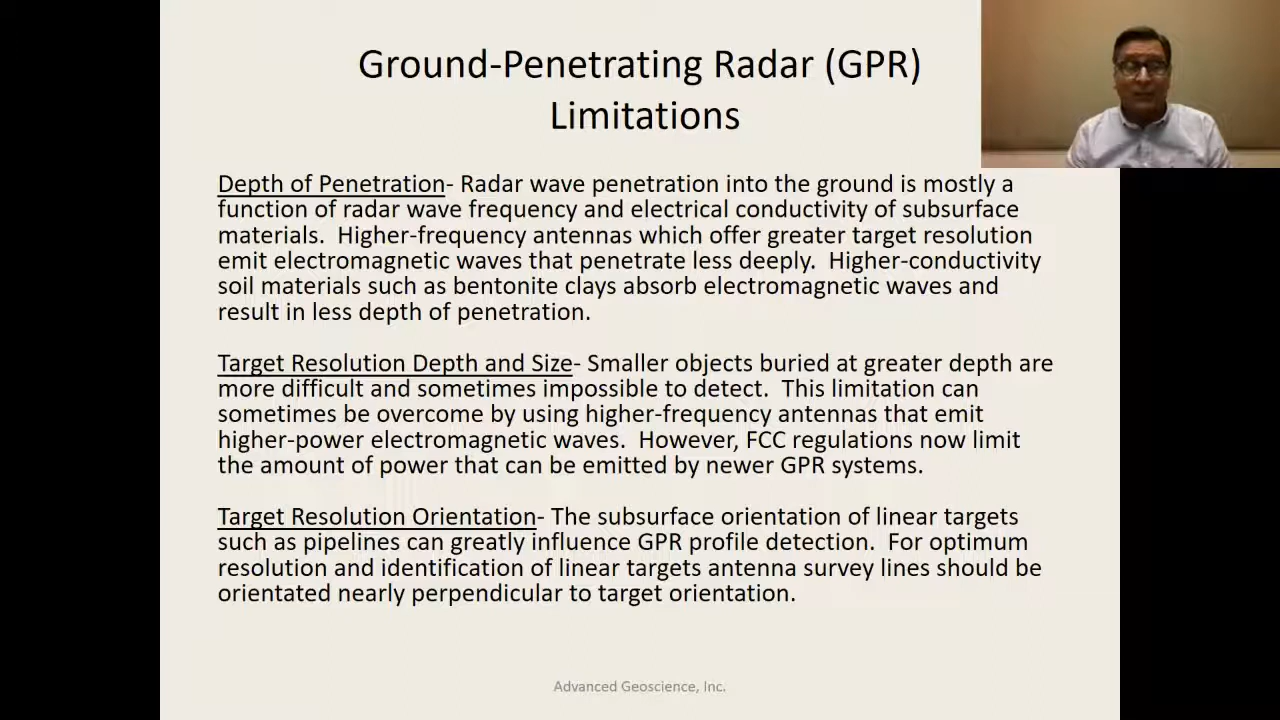 Ground-Penetrating Radar (GPR)
Limitations
Depth of Penetration- Radar wave penetration into the ground is mostly a
function of radar wave frequency and electrical conductivity of subsurface
materials.  Higher-frequency antennas which offer greater target resolution
emit electromagnetic waves that penetrate less deeply.  Higher-conductivity
soil materials such as bentonite clays absorb electromagnetic waves and
result in less depth of penetration.
Target Resolution Depth and Size- Smaller objects buried at greater depth are
more difficult and sometimes impossible to detect.  This limitation can
sometimes be overcome by using higher-frequency antennas that emit
higher-power electromagnetic waves.  However, FCC regulations now limit
the amount of power that can be emitted by newer GPR systems.
Target Resolution Orientation- The subsurface orientation of linear targets
such as pipelines can greatly influence GPR profile detection.  For optimum
resolution and identification of linear targets antenna survey lines should be
orientated nearly perpendicular to target orientation.
Advanced Geoscience, Inc.